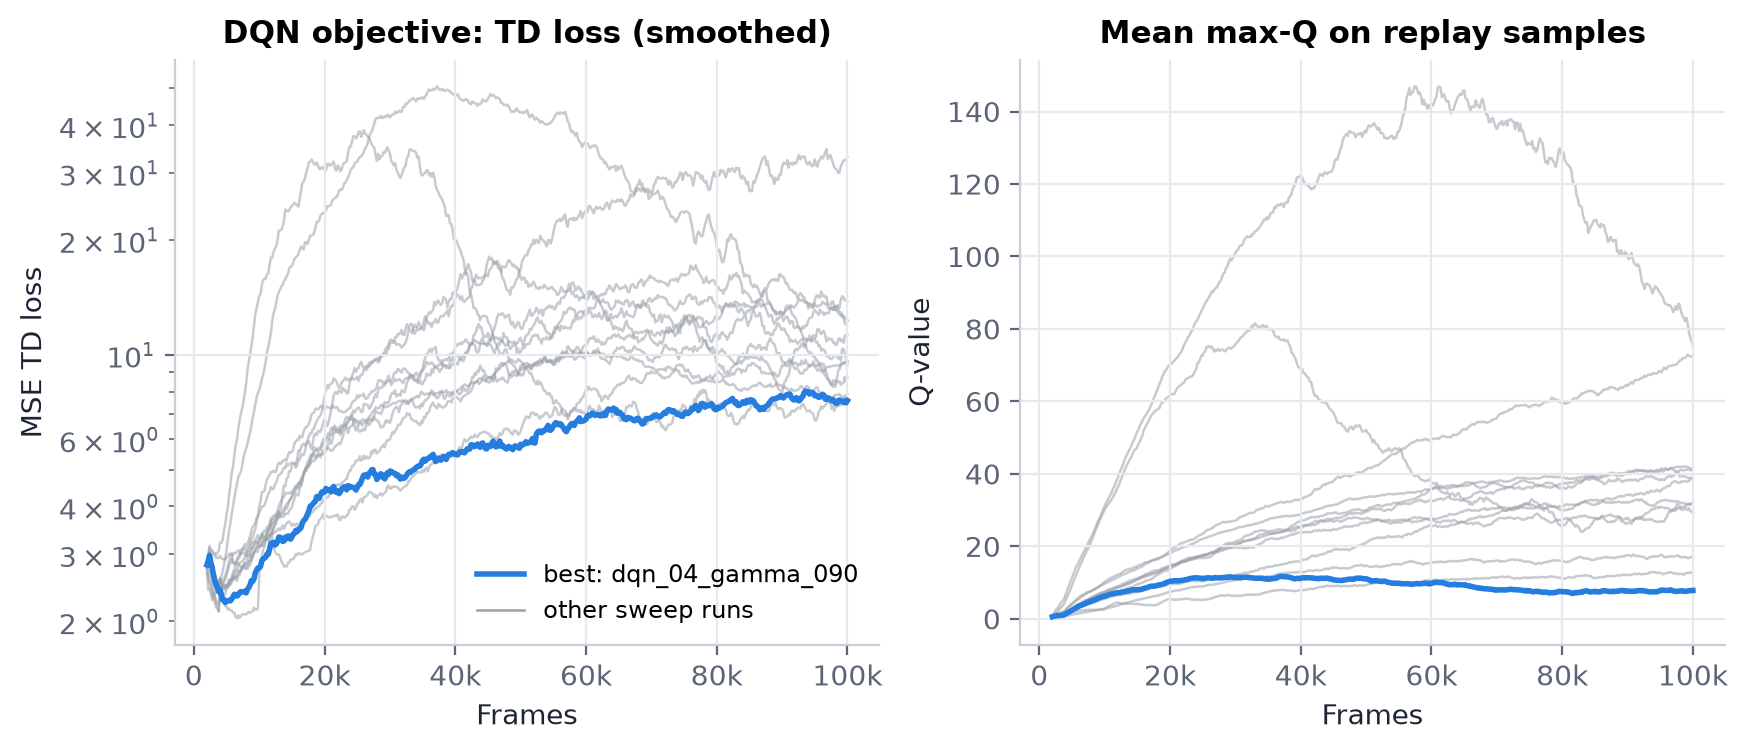 DQN objective: TD loss (smoothed)
MSE TD loss
4 × 10¹
3 × 10¹
2 × 10¹
10¹
6 × 10⁰
4 × 10⁰
3 × 10⁰
2 × 10⁰
best: dqn_04_gamma_090
other sweep runs
0 20k 40k 60k 80k 100k
Frames
Mean max-Q on replay samples
Q-value
140
120
100
80
60
40
20
0
0 20k 40k 60k 80k 100k
Frames